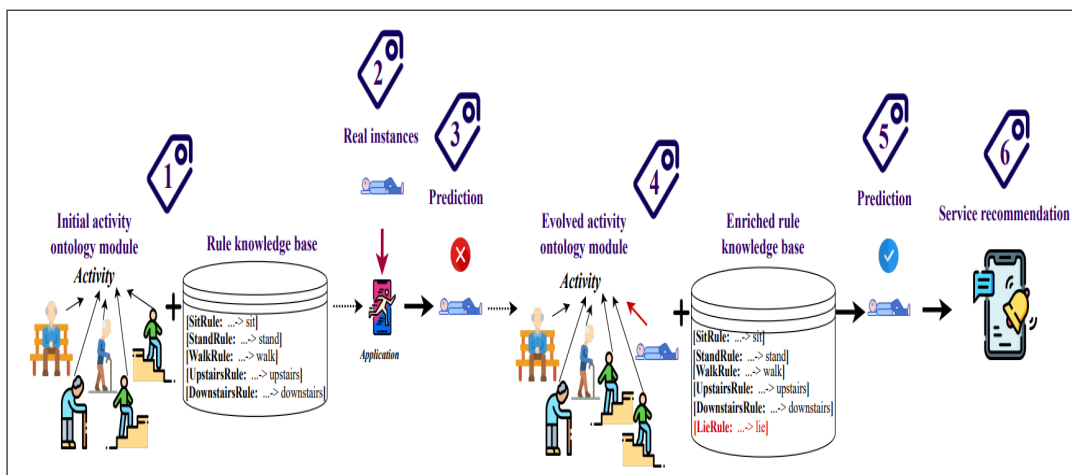 1
Initial activity
ontology module
Activity
Rule knowledge base
[SitRule: ...-> sit]
[StandRule: ...-> stand]
[WalkRule: ...-> walk]
[UpstairsRule: ...-> upstairs]
[DownstairsRule: ...-> downstairs]
2
Real instances
Application
3
Prediction
4
Evolved activity
ontology module
Activity
Enriched rule
knowledge base
[SitRule: ...-> sit]
[StandRule: ...-> stand]
[WalkRule: ...-> walk]
[UpstairsRule: ...-> upstairs]
[DownstairsRule: ...-> downstairs]
[LieRule: ...-> lie]
5
Prediction
6
Service recommendation